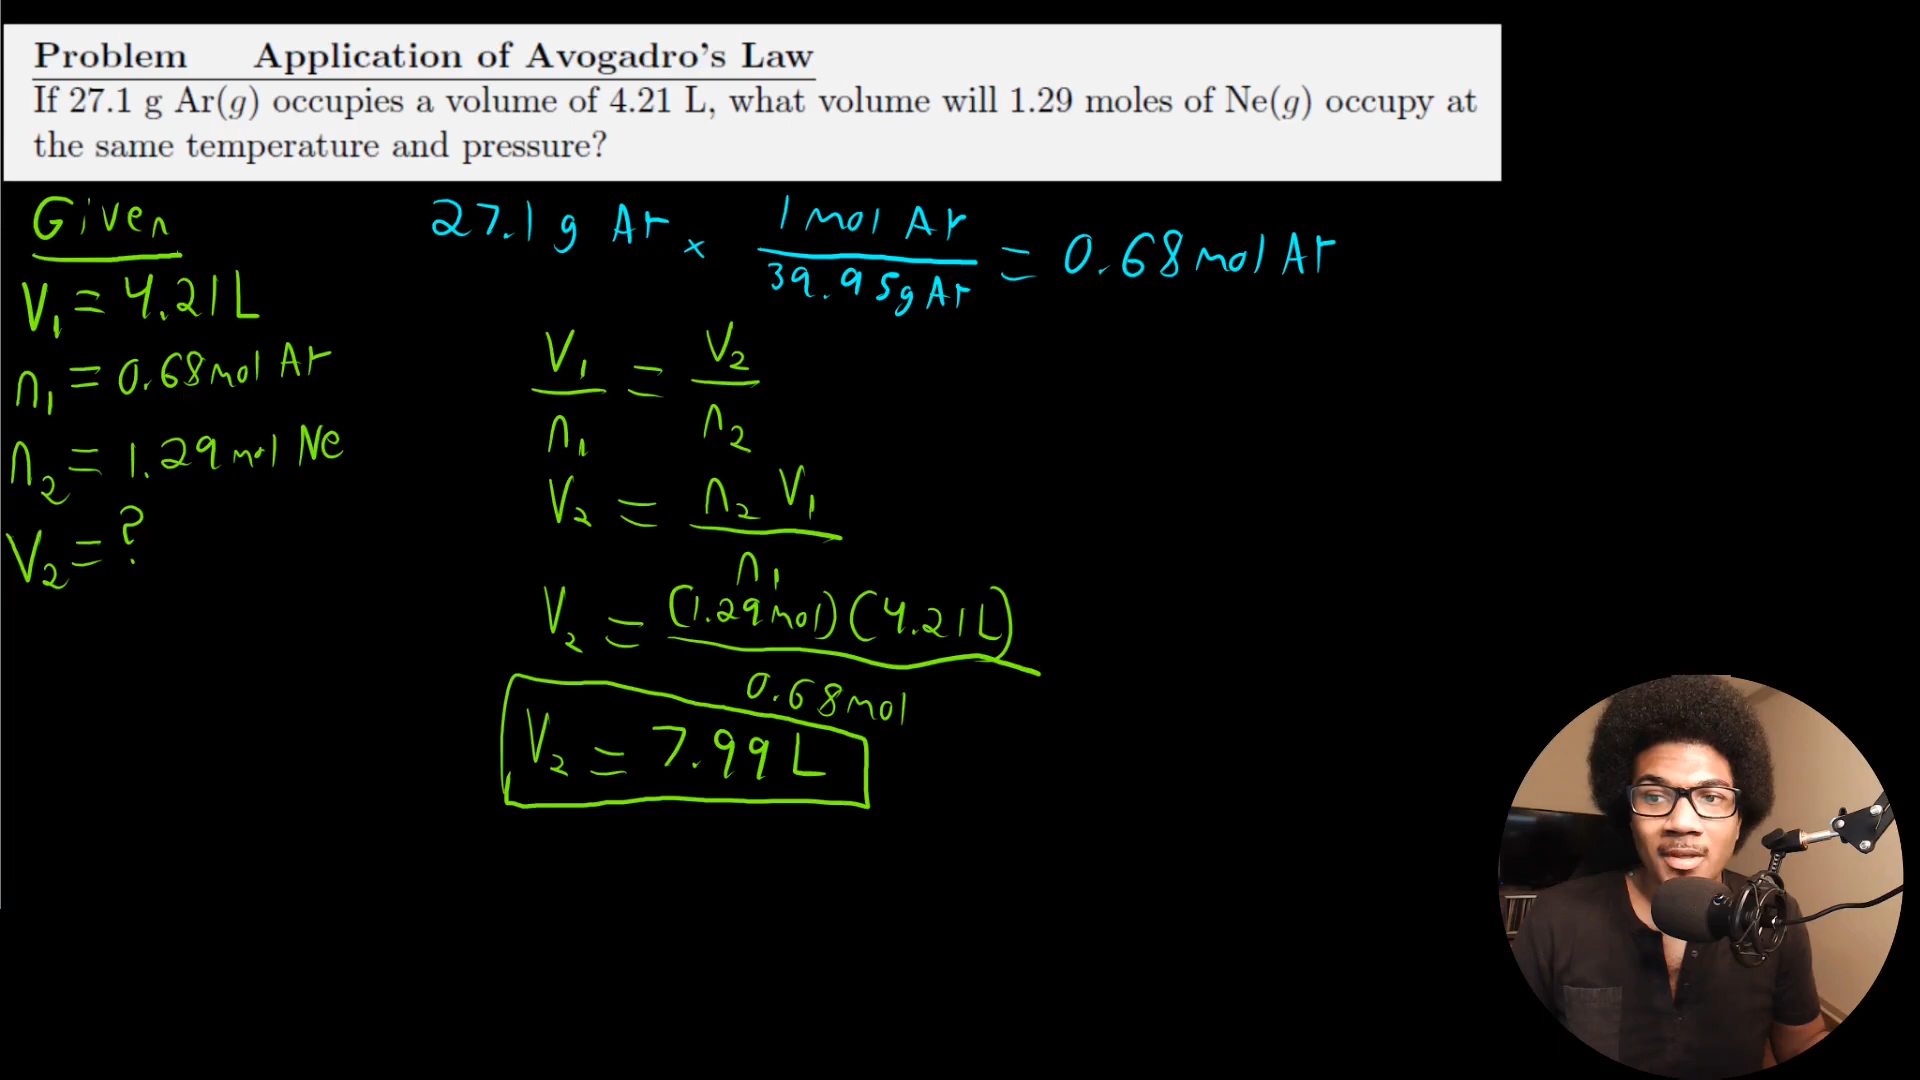 Problem Application of Avogadro's Law
If 27.1 g Ar(g) occupies a volume of 4.21 L, what volume will 1.29 moles of Ne(g) occupy at
the same temperature and pressure?
Given
V₁ = 4.21 L
n₁ = 0.68 mol Ar
n₂ = 1.29 mol Ne
V₂ = ?
27.1 g Ar × 1 mol Ar / 39.95 g Ar = 0.68 mol Ar
V₁ / n₁ = V₂ / n₂
V₂ = n₂ V₁ / n₁
V₂ = (1.29 mol)(4.21 L) / 0.68 mol
V₂ = 7.99 L